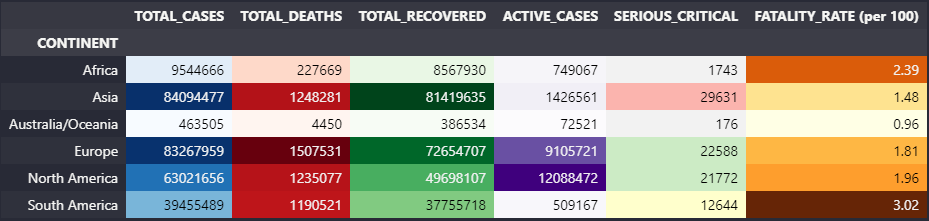 TOTAL_CASES TOTAL_DEATHS TOTAL_RECOVERED ACTIVE_CASES SERIOUS_CRITICAL FATALITY_RATE (per 100)
CONTINENT
Africa 9544666 227669 8567930 749067 1743 2.39
Asia 84094477 1248281 81419635 1426561 29631 1.48
Australia/Oceania 463505 4450 386534 72521 176 0.96
Europe 83267959 1507531 72654707 9105721 22588 1.81
North America 63021656 1235077 49698107 12088472 21772 1.96
South America 39455489 1190521 37755718 509167 12644 3.02